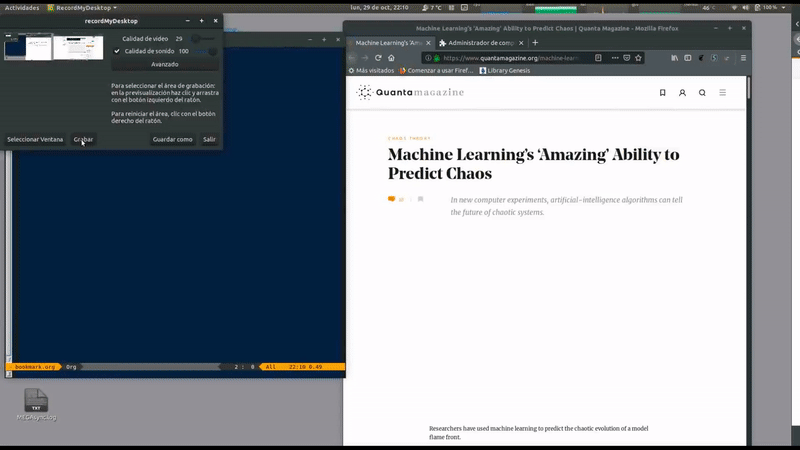 Actividades
RecordMyDesktop
lun, 29 de oct, 22:10
7 °C
46°
100 %
recordMyDesktop
Calidad de vídeo 29
Calidad de sonido 100
Avanzado
Para seleccionar el área de grabación:
en la previsualización haz clic y arrastra
con el botón izquierdo del ratón.
Para reiniciar el área, clic con el botón
derecho del ratón.
Seleccionar Ventana
Grabar
Guardar como
Salir
bookmark.org
Org
2: 0
All
22:10 0.49
MEGAsync.log
Machine Learning's 'Amazing' Ability to Predict Chaos | Quanta Magazine - Mozilla Firefox
Machine Learning's 'Am
Administrador de comp
https://www.quantamagazine.org/machine-lear
Más visitados
Comenzar a usar Firef...
Library Genesis
Quantamagazine
CHAOS THEORY
Machine Learning's ‘Amazing’ Ability to
Predict Chaos
In new computer experiments, artificial-intelligence algorithms can tell
the future of chaotic systems.
Researchers have used machine learning to predict the chaotic evolution of a model
flame front.